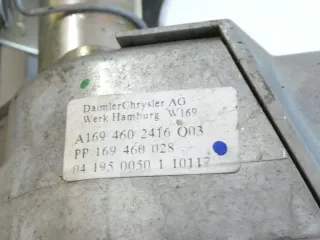 DaimlerChrysler AG
Werk Hamburg W169
A169 460 2416 Q03
PP 169 460 028
04 195 0050 1 10117